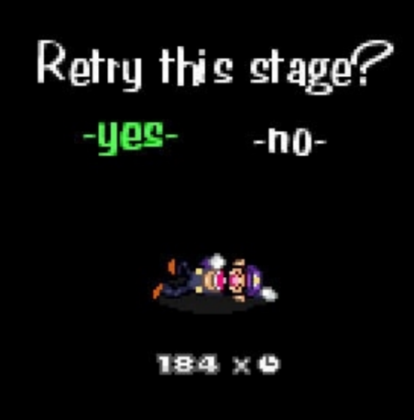 Retry this stage?
-yes- -no-
184 x